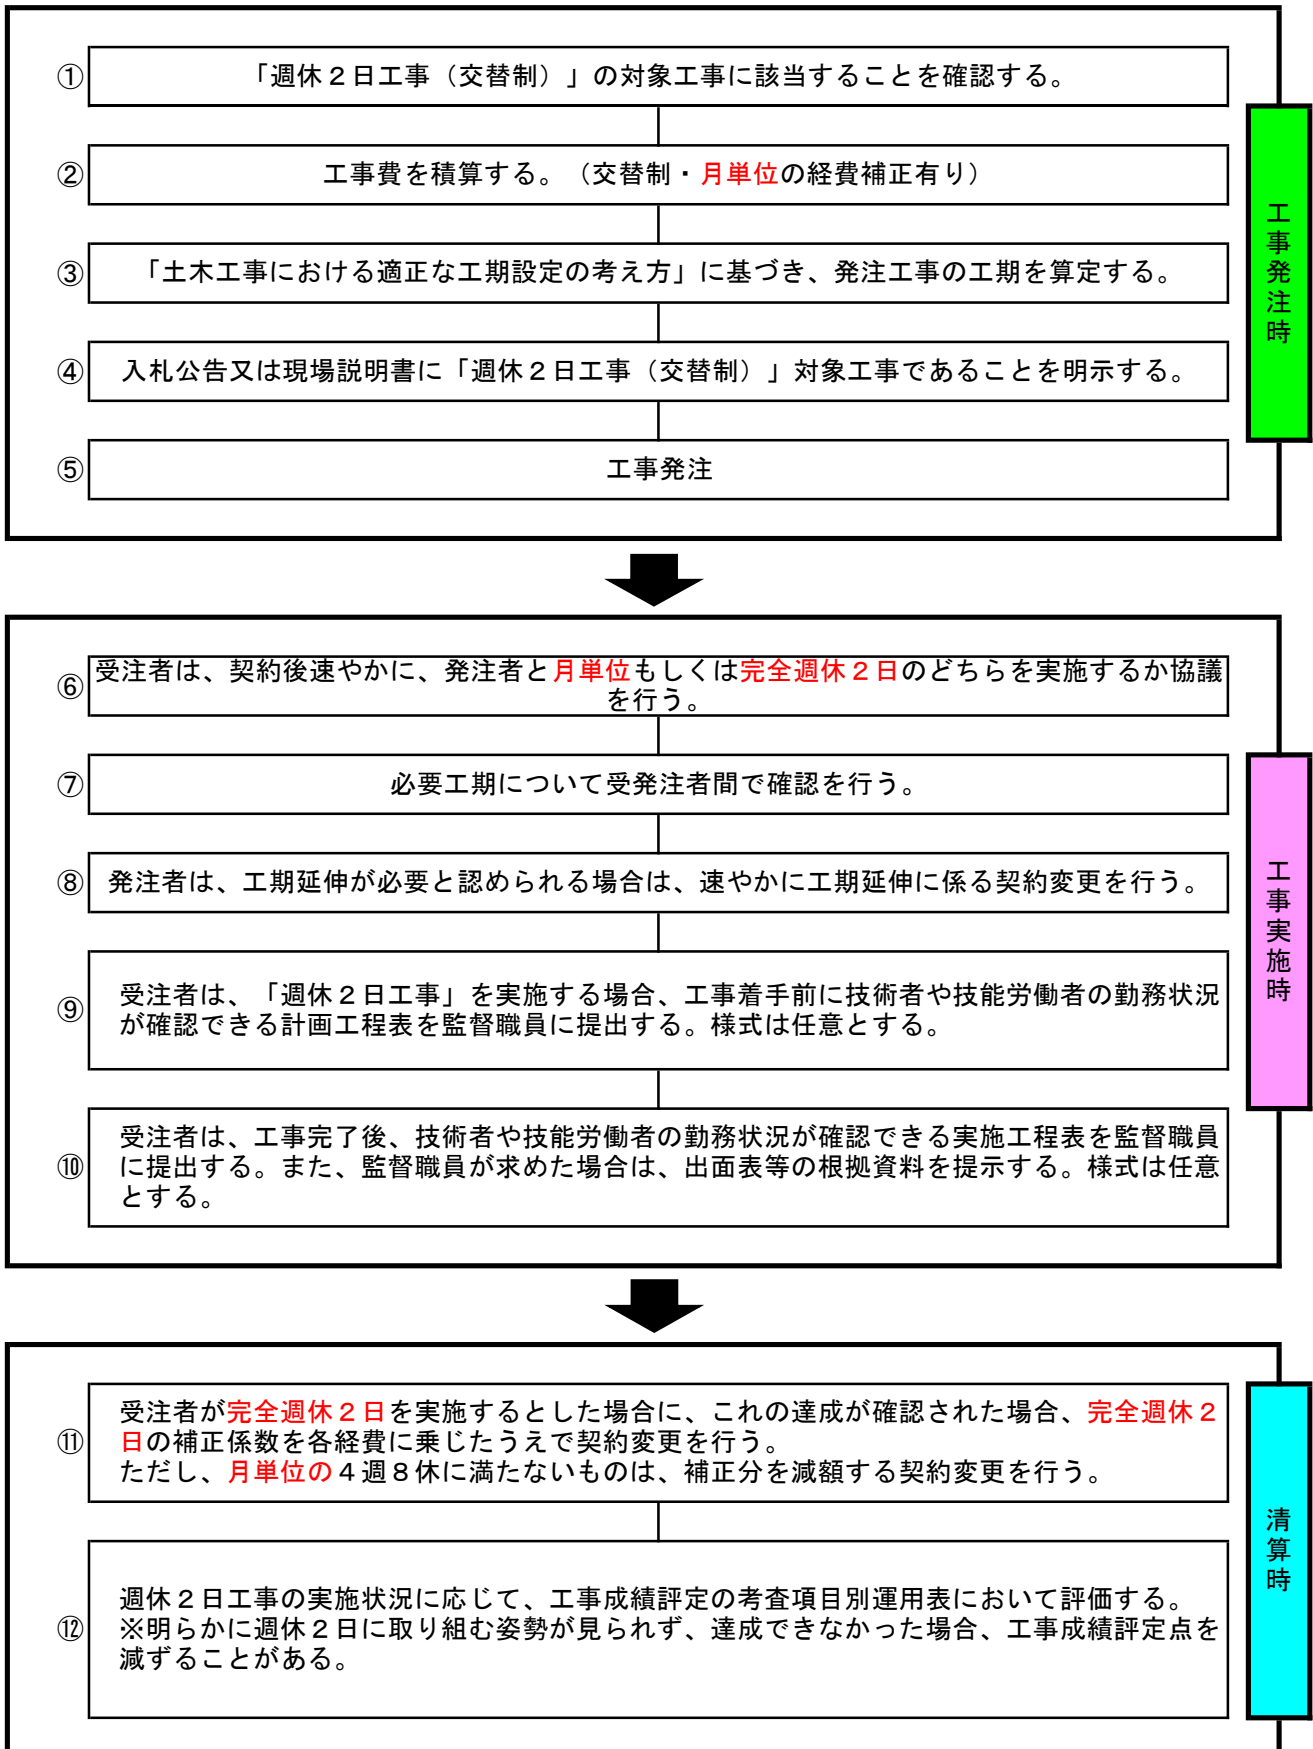 ①
「週休２日工事（交替制）」の対象工事に該当することを確認する。
②
工事費を積算する。（交替制・月単位の経費補正有り）
③
「土木工事における適正な工期設定の考え方」に基づき、発注工事の工期を算定する。
④
入札公告又は現場説明書に「週休２日工事（交替制）」対象工事であることを明示する。
⑤
工事発注
工事発注時
⑥
受注者は、契約後速やかに、発注者と月単位もしくは完全週休２日のどちらを実施するか協議
を行う。
⑦
必要工期について受発注者間で確認を行う。
⑧
発注者は、工期延伸が必要と認められる場合は、速やかに工期延伸に係る契約変更を行う。
⑨
受注者は、「週休２日工事」を実施する場合、工事着手前に技術者や技能労働者の勤務状況
が確認できる計画工程表を監督職員に提出する。様式は任意とする。
⑩
受注者は、工事完了後、技術者や技能労働者の勤務状況が確認できる実施工程表を監督職員
に提出する。また、監督職員が求めた場合は、出面表等の根拠資料を提示する。様式は任意
とする。
工事実施時
⑪
受注者が完全週休２日を実施するとした場合に、これの達成が確認された場合、完全週休２
日の補正係数を各経費に乗じたうえで契約変更を行う。
ただし、月単位の４週８休に満たないものは、補正分を減額する契約変更を行う。
⑫
週休２日工事の実施状況に応じて、工事成績評定の考査項目別運用表において評価する。
※明らかに週休２日に取り組む姿勢が見られず、達成できなかった場合、工事成績評定点を
減ずることがある。
清算時